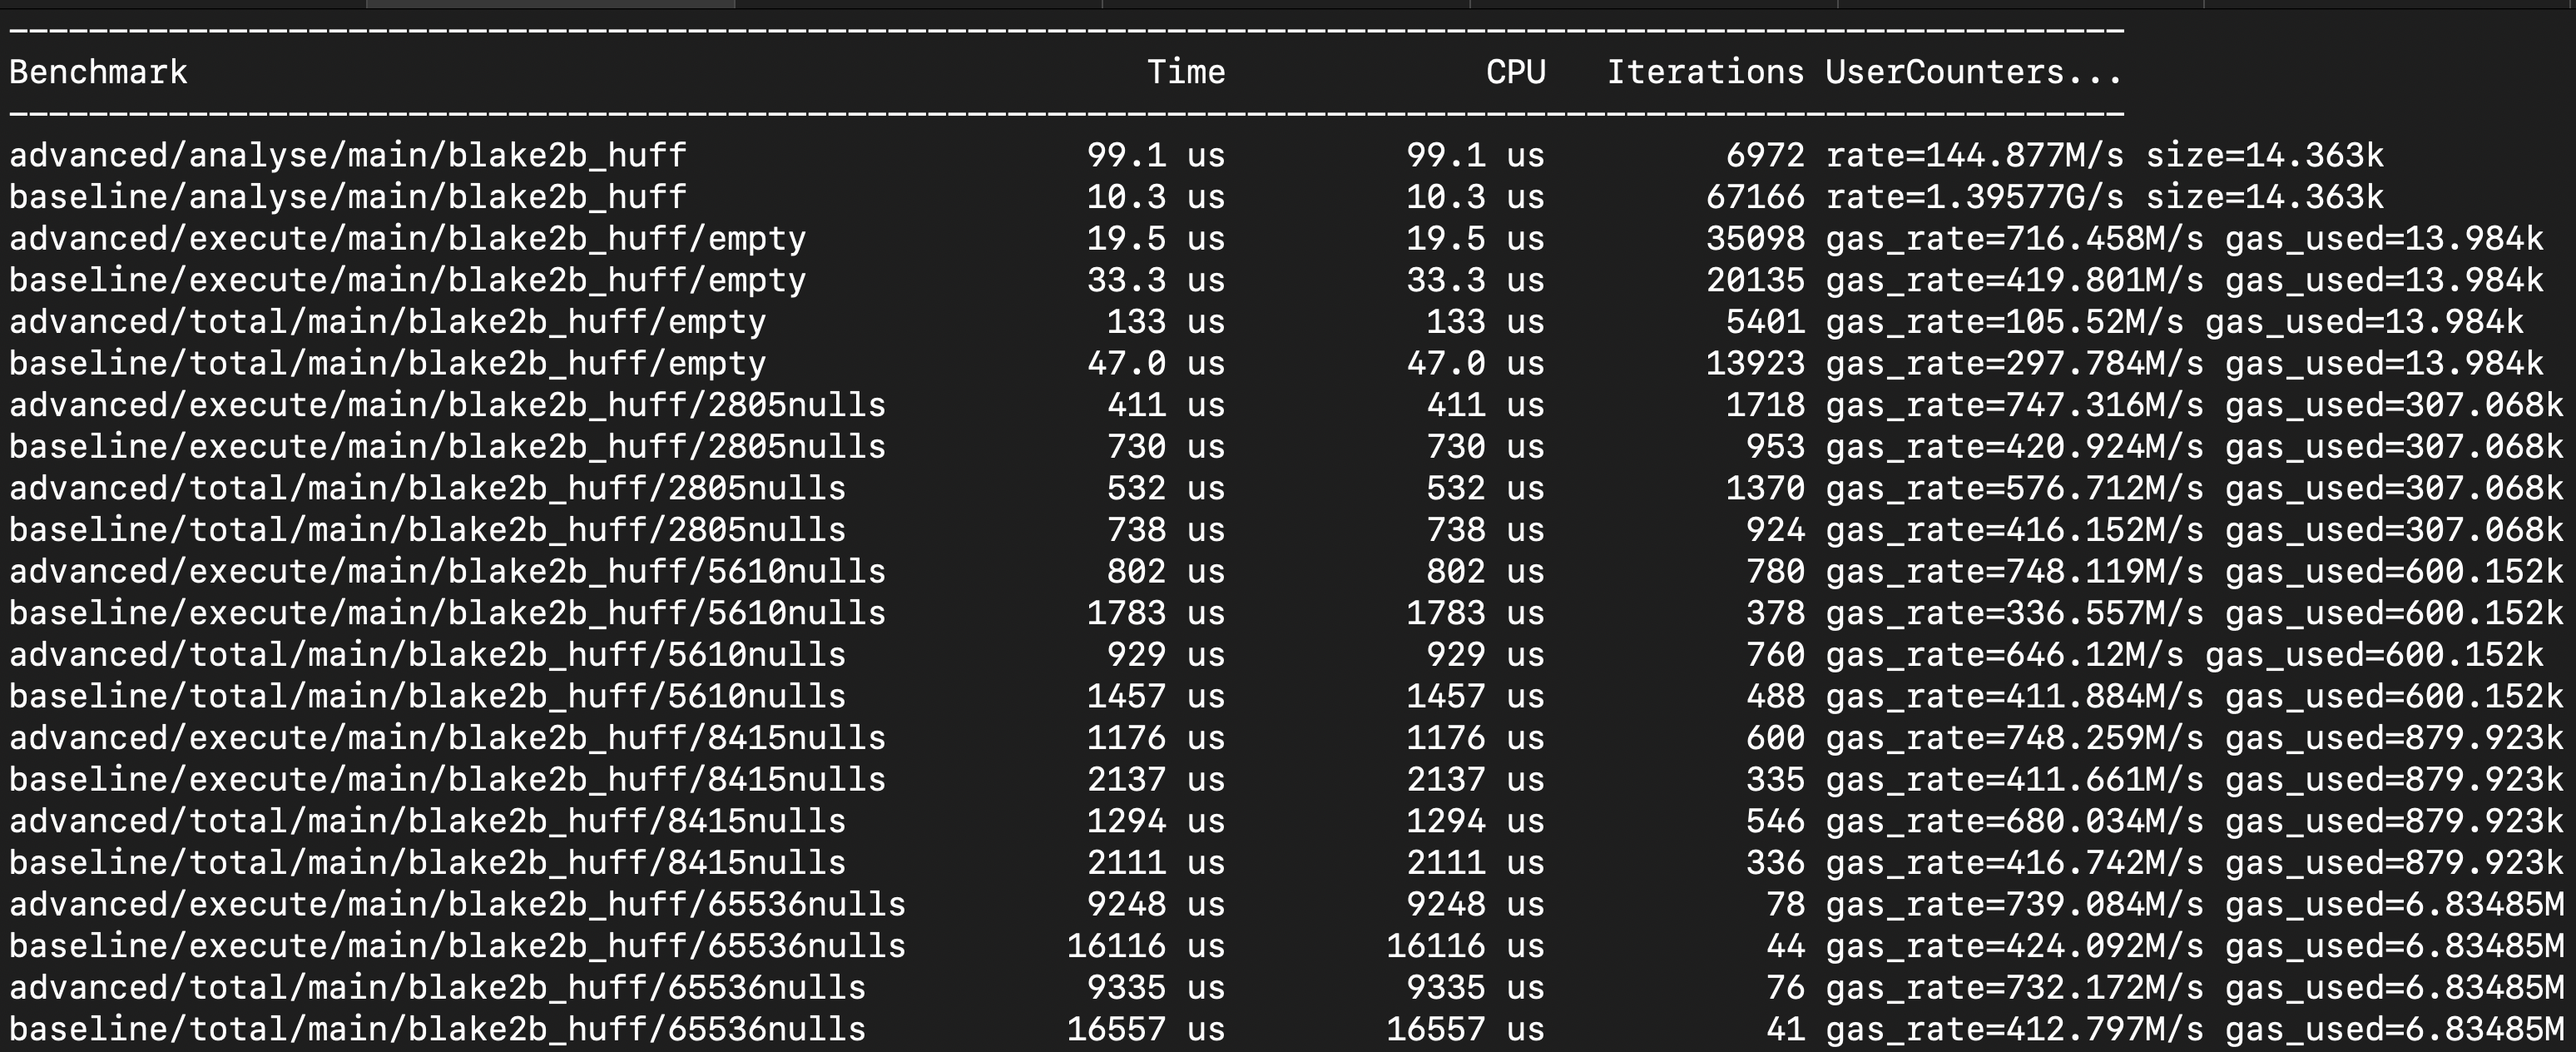 Benchmark Time CPU Iterations UserCounters...
advanced/analyse/main/blake2b_huff 99.1 us 99.1 us 6972 rate=144.877M/s size=14.363k
baseline/analyse/main/blake2b_huff 10.3 us 10.3 us 67166 rate=1.39577G/s size=14.363k
advanced/execute/main/blake2b_huff/empty 19.5 us 19.5 us 35098 gas_rate=716.458M/s gas_used=13.984k
baseline/execute/main/blake2b_huff/empty 33.3 us 33.3 us 20135 gas_rate=419.801M/s gas_used=13.984k
advanced/total/main/blake2b_huff/empty 133 us 133 us 5401 gas_rate=105.52M/s gas_used=13.984k
baseline/total/main/blake2b_huff/empty 47.0 us 47.0 us 13923 gas_rate=297.784M/s gas_used=13.984k
advanced/execute/main/blake2b_huff/2805nulls 411 us 411 us 1718 gas_rate=747.316M/s gas_used=307.068k
baseline/execute/main/blake2b_huff/2805nulls 730 us 730 us 953 gas_rate=420.924M/s gas_used=307.068k
advanced/total/main/blake2b_huff/2805nulls 532 us 532 us 1370 gas_rate=576.712M/s gas_used=307.068k
baseline/total/main/blake2b_huff/2805nulls 738 us 738 us 924 gas_rate=416.152M/s gas_used=307.068k
advanced/execute/main/blake2b_huff/5610nulls 802 us 802 us 780 gas_rate=748.119M/s gas_used=600.152k
baseline/execute/main/blake2b_huff/5610nulls 1783 us 1783 us 378 gas_rate=336.557M/s gas_used=600.152k
advanced/total/main/blake2b_huff/5610nulls 929 us 929 us 760 gas_rate=646.12M/s gas_used=600.152k
baseline/total/main/blake2b_huff/5610nulls 1457 us 1457 us 488 gas_rate=411.884M/s gas_used=600.152k
advanced/execute/main/blake2b_huff/8415nulls 1176 us 1176 us 600 gas_rate=748.259M/s gas_used=879.923k
baseline/execute/main/blake2b_huff/8415nulls 2137 us 2137 us 335 gas_rate=411.661M/s gas_used=879.923k
advanced/total/main/blake2b_huff/8415nulls 1294 us 1294 us 546 gas_rate=680.034M/s gas_used=879.923k
baseline/total/main/blake2b_huff/8415nulls 2111 us 2111 us 336 gas_rate=416.742M/s gas_used=879.923k
advanced/execute/main/blake2b_huff/65536nulls 9248 us 9248 us 78 gas_rate=739.084M/s gas_used=6.83485M
baseline/execute/main/blake2b_huff/65536nulls 16116 us 16116 us 44 gas_rate=424.092M/s gas_used=6.83485M
advanced/total/main/blake2b_huff/65536nulls 9335 us 9335 us 76 gas_rate=732.172M/s gas_used=6.83485M
baseline/total/main/blake2b_huff/65536nulls 16557 us 16557 us 41 gas_rate=412.797M/s gas_used=6.83485M